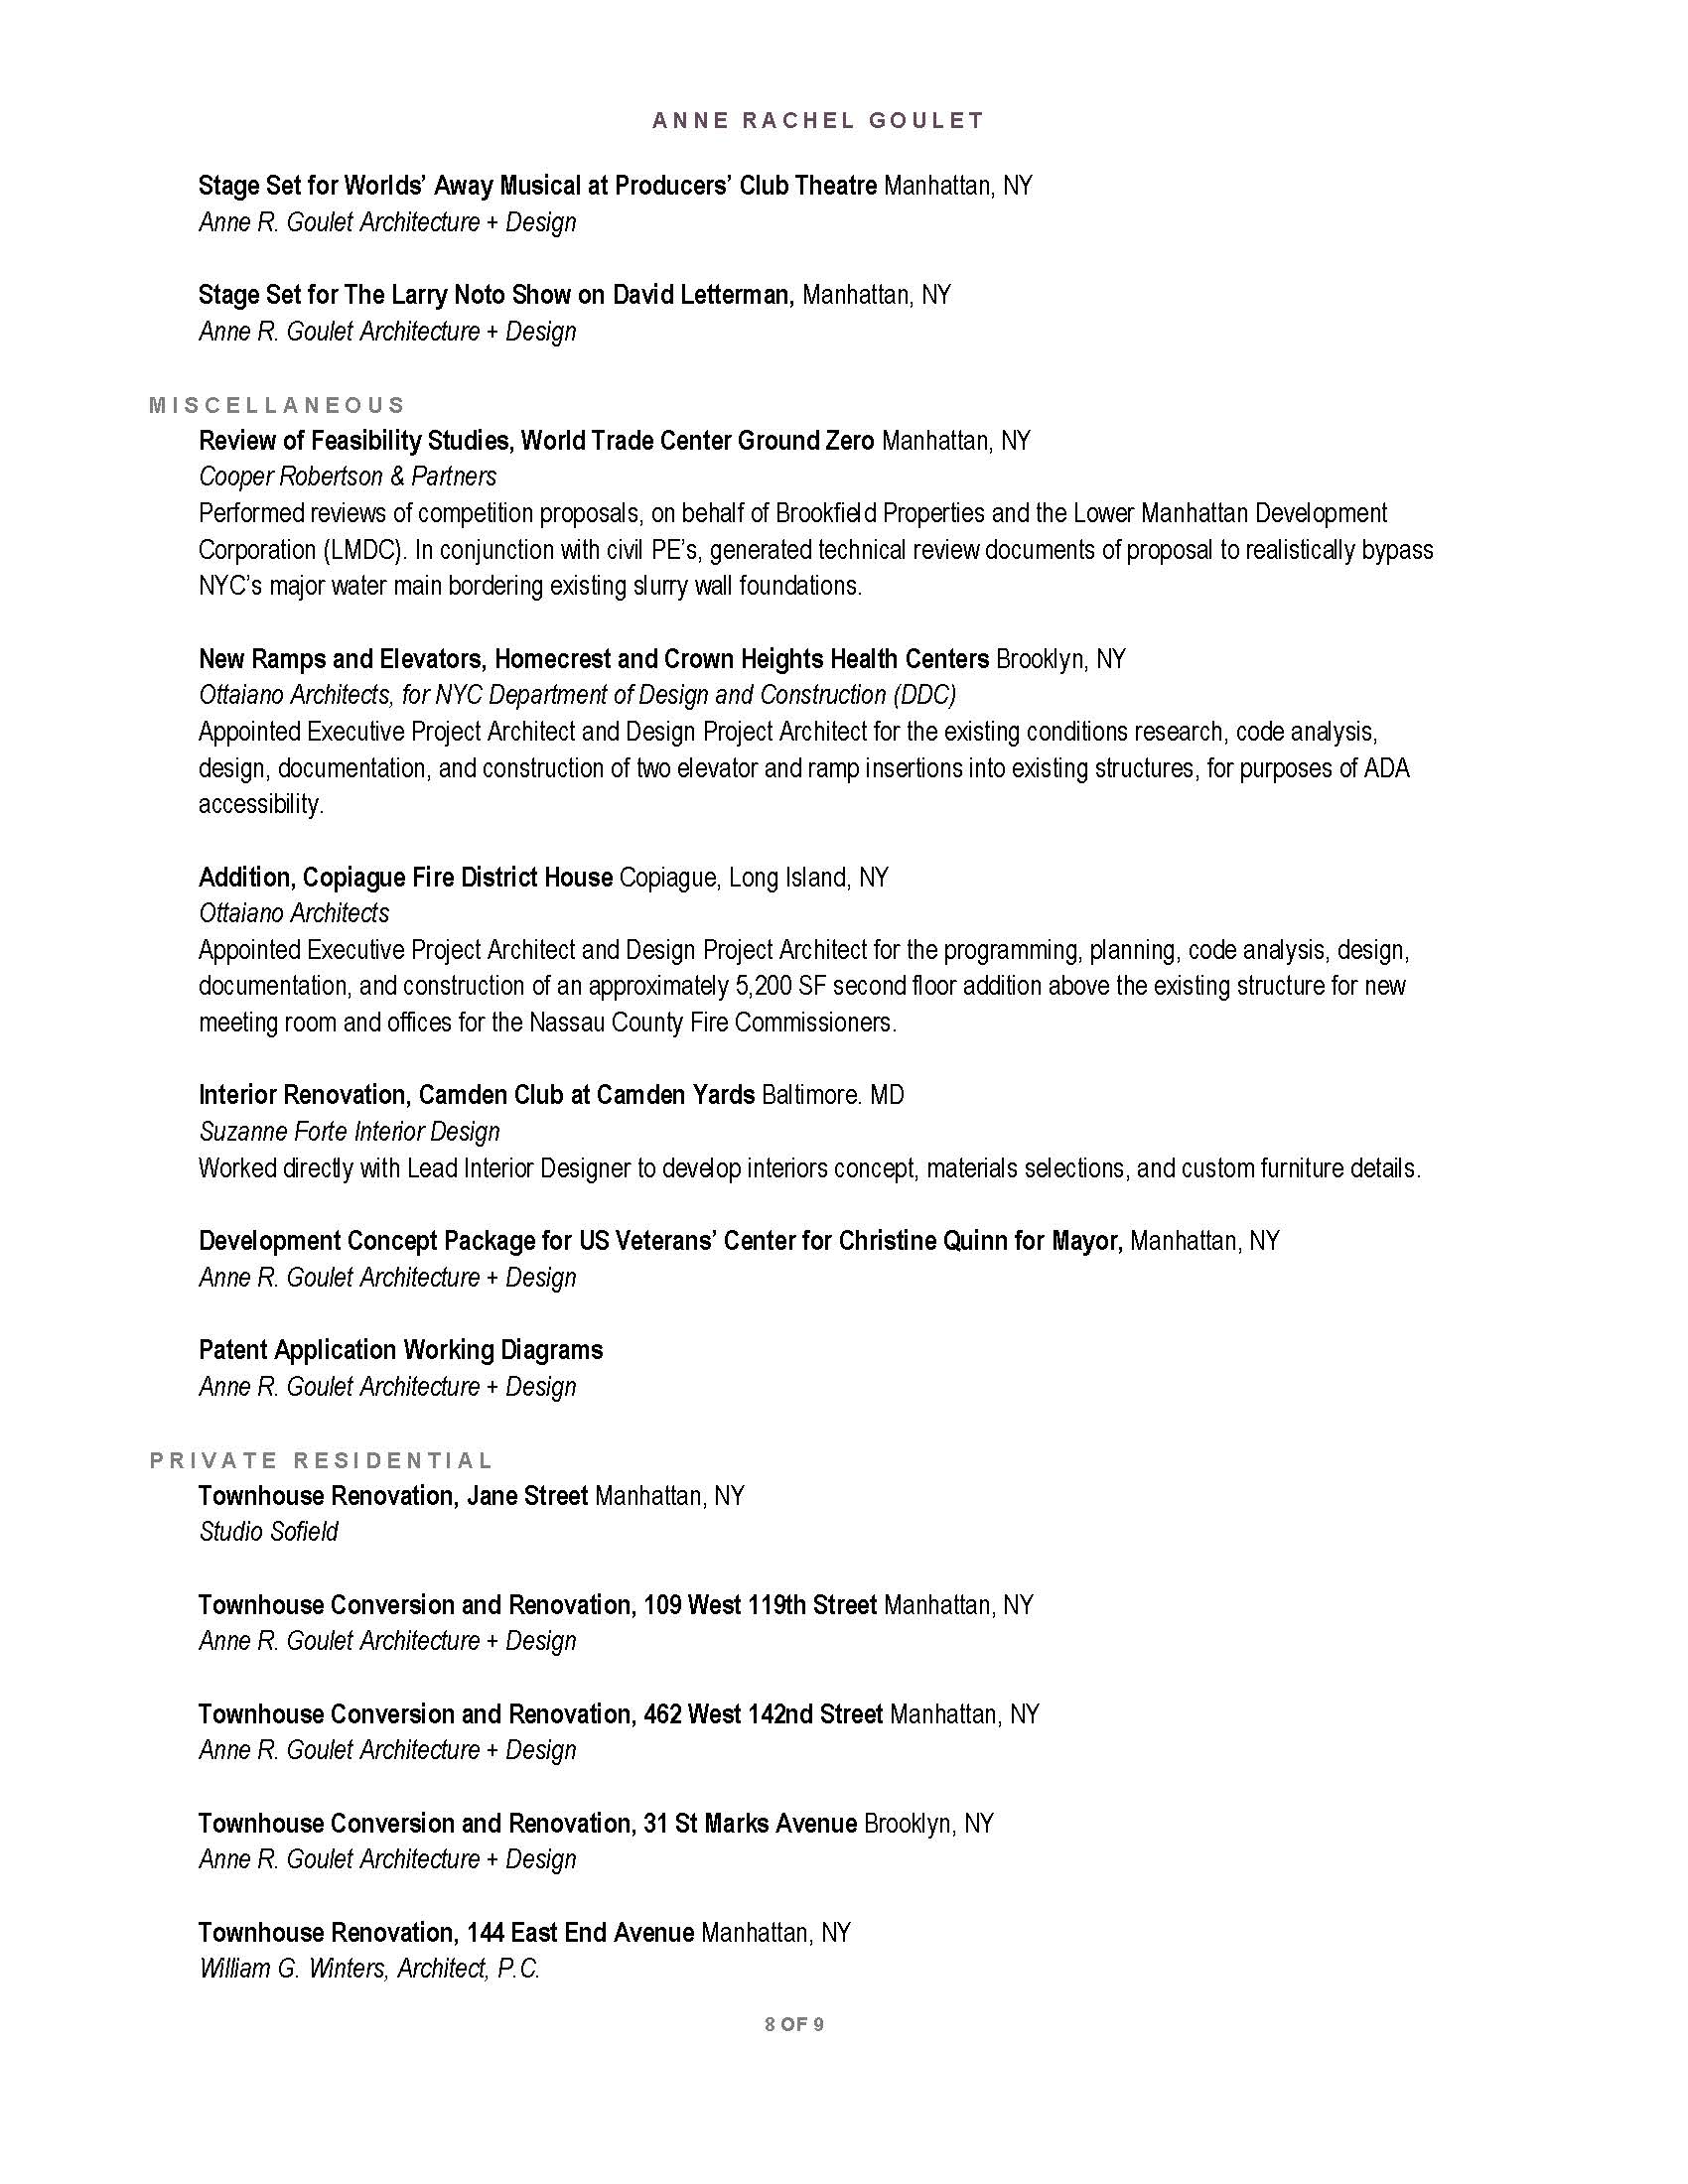 ANNE RACHEL GOULET
Stage Set for Worlds’ Away Musical at Producers’ Club Theatre Manhattan, NY
Anne R. Goulet Architecture + Design
Stage Set for The Larry Noto Show on David Letterman, Manhattan, NY
Anne R. Goulet Architecture + Design
MISCELLANEOUS
Review of Feasibility Studies, World Trade Center Ground Zero Manhattan, NY
Cooper Robertson & Partners
Performed reviews of competition proposals, on behalf of Brookfield Properties and the Lower Manhattan Development
Corporation (LMDC). In conjunction with civil PE’s, generated technical review documents of proposal to realistically bypass
NYC’s major water main bordering existing slurry wall foundations.
New Ramps and Elevators, Homecrest and Crown Heights Health Centers Brooklyn, NY
Ottaiano Architects, for NYC Department of Design and Construction (DDC)
Appointed Executive Project Architect and Design Project Architect for the existing conditions research, code analysis,
design, documentation, and construction of two elevator and ramp insertions into existing structures, for purposes of ADA
accessibility.
Addition, Copiague Fire District House Copiague, Long Island, NY
Ottaiano Architects
Appointed Executive Project Architect and Design Project Architect for the programming, planning, code analysis, design,
documentation, and construction of an approximately 5,200 SF second floor addition above the existing structure for new
meeting room and offices for the Nassau County Fire Commissioners.
Interior Renovation, Camden Club at Camden Yards Baltimore. MD
Suzanne Forte Interior Design
Worked directly with Lead Interior Designer to develop interiors concept, materials selections, and custom furniture details.
Development Concept Package for US Veterans’ Center for Christine Quinn for Mayor, Manhattan, NY
Anne R. Goulet Architecture + Design
Patent Application Working Diagrams
Anne R. Goulet Architecture + Design
PRIVATE RESIDENTIAL
Townhouse Renovation, Jane Street Manhattan, NY
Studio Sofield
Townhouse Conversion and Renovation, 109 West 119th Street Manhattan, NY
Anne R. Goulet Architecture + Design
Townhouse Conversion and Renovation, 462 West 142nd Street Manhattan, NY
Anne R. Goulet Architecture + Design
Townhouse Conversion and Renovation, 31 St Marks Avenue Brooklyn, NY
Anne R. Goulet Architecture + Design
Townhouse Renovation, 144 East End Avenue Manhattan, NY
William G. Winters, Architect, P.C.
8 OF 9